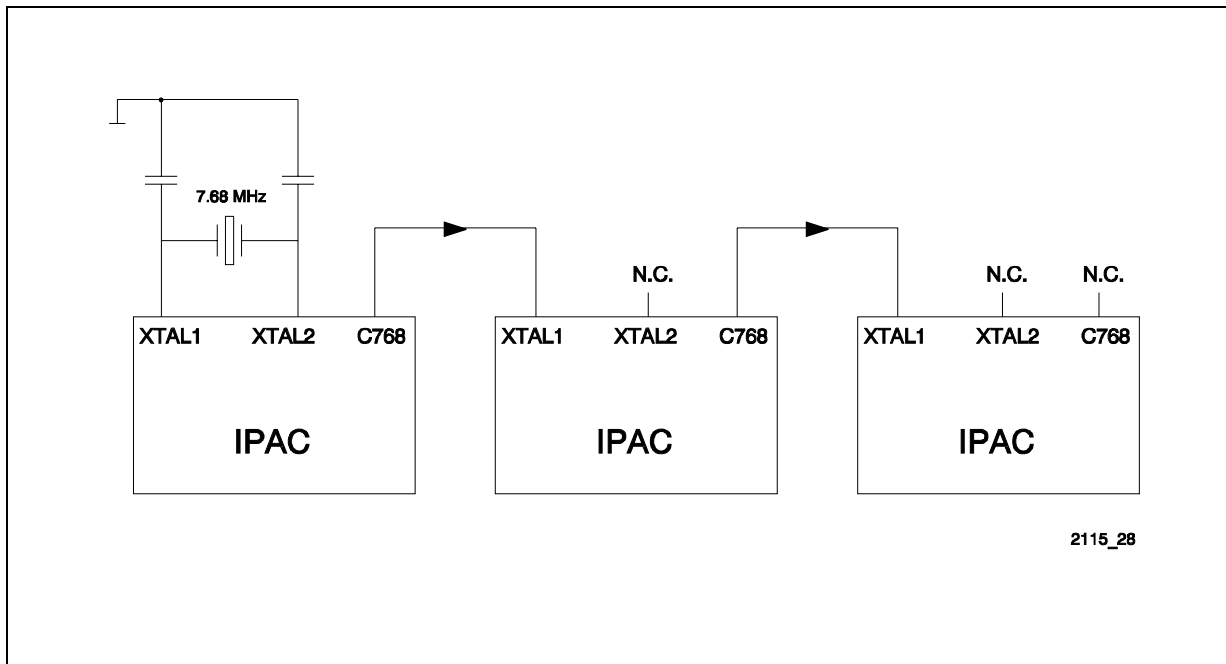 7.68 MHz
N.C.
N.C. N.C.
XTAL1 XTAL2 C768
XTAL1 XTAL2 C768
XTAL1 XTAL2 C768
IPAC
IPAC
IPAC
2115_28